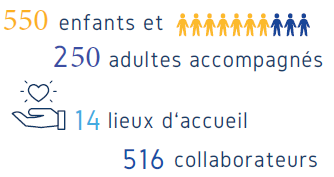 550 enfants et
250 adultes accompagnés
14 lieux d'accueil
516 collaborateurs